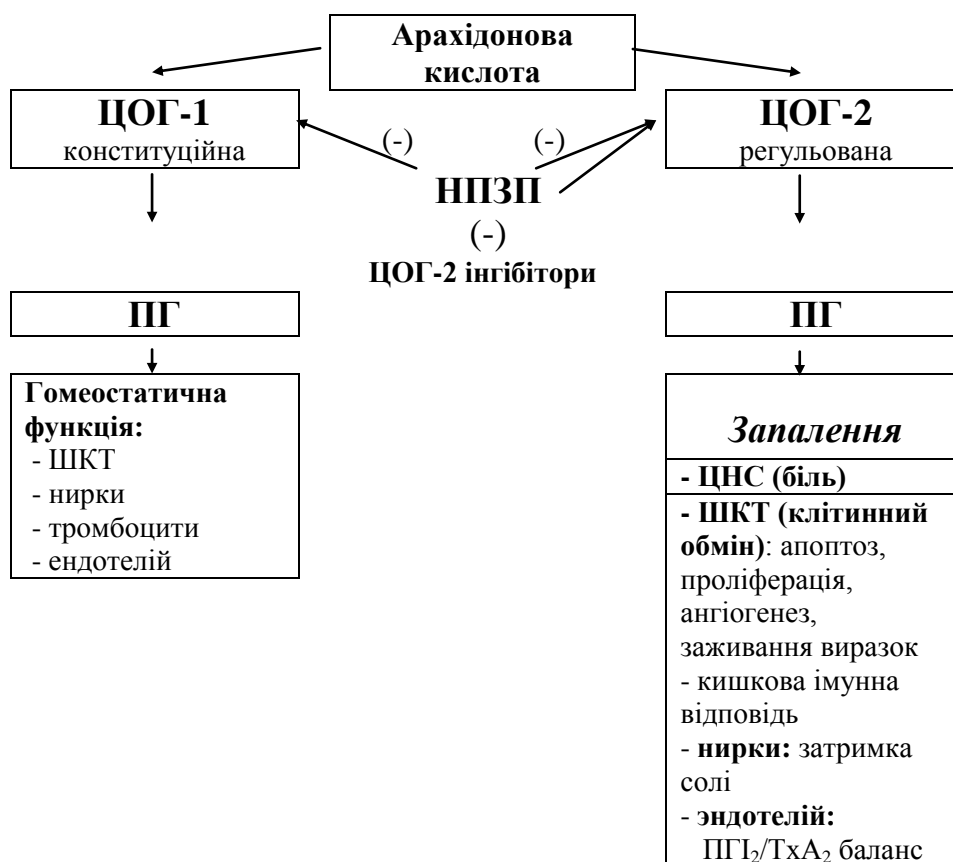 Арахідонова
кислота
ЦОГ-1
конституційна
ЦОГ-2
регульована
(-)
(-)
НПЗП
(-)
ЦОГ-2 інгібітори
ПГ
ПГ
Гомеостатична
функція:
- ШКТ
- нирки
- тромбоцити
- ендотелій
Запалення
- ЦНС (біль)
- ШКТ (клітинний
обмін): апоптоз,
проліферація,
ангіогенез,
заживання виразок
- кишкова імунна
відповідь
- нирки: затримка
солі
- эндотелій:
ПГІ₂/ТхА₂ баланс